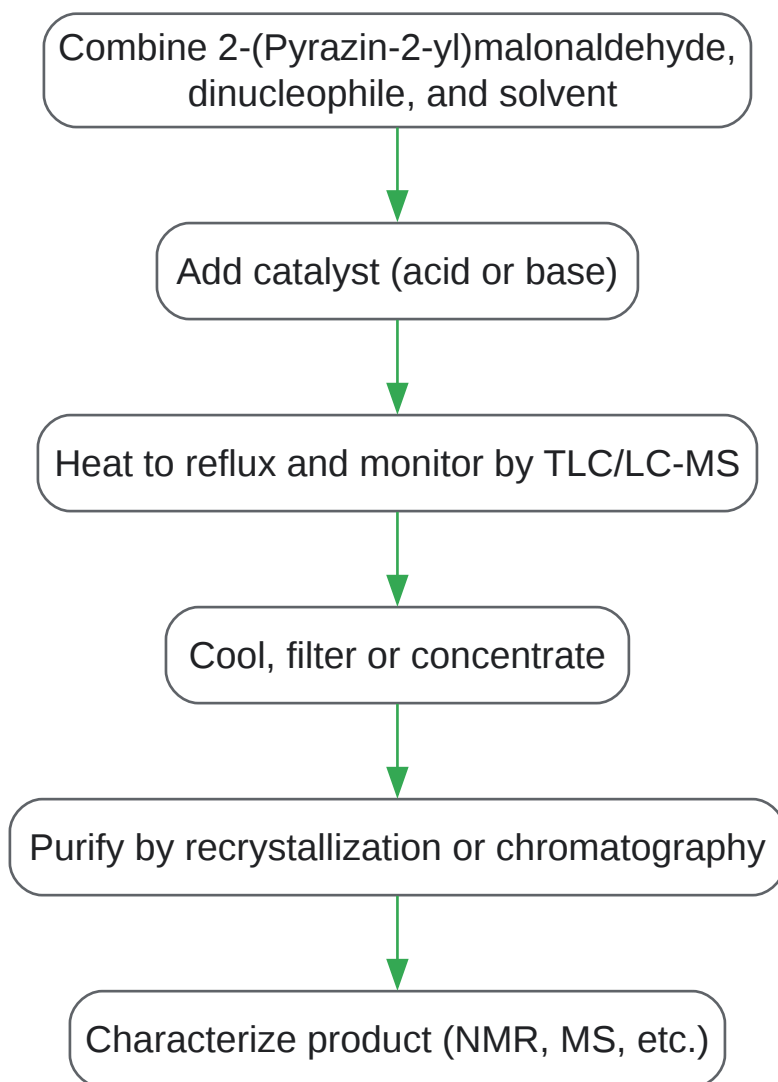 Combine 2-(Pyrazin-2-yl)malonaldehyde,
dinucleophile, and solvent
Add catalyst (acid or base)
Heat to reflux and monitor by TLC/LC-MS
Cool, filter or concentrate
Purify by recrystallization or chromatography
Characterize product (NMR, MS, etc.)